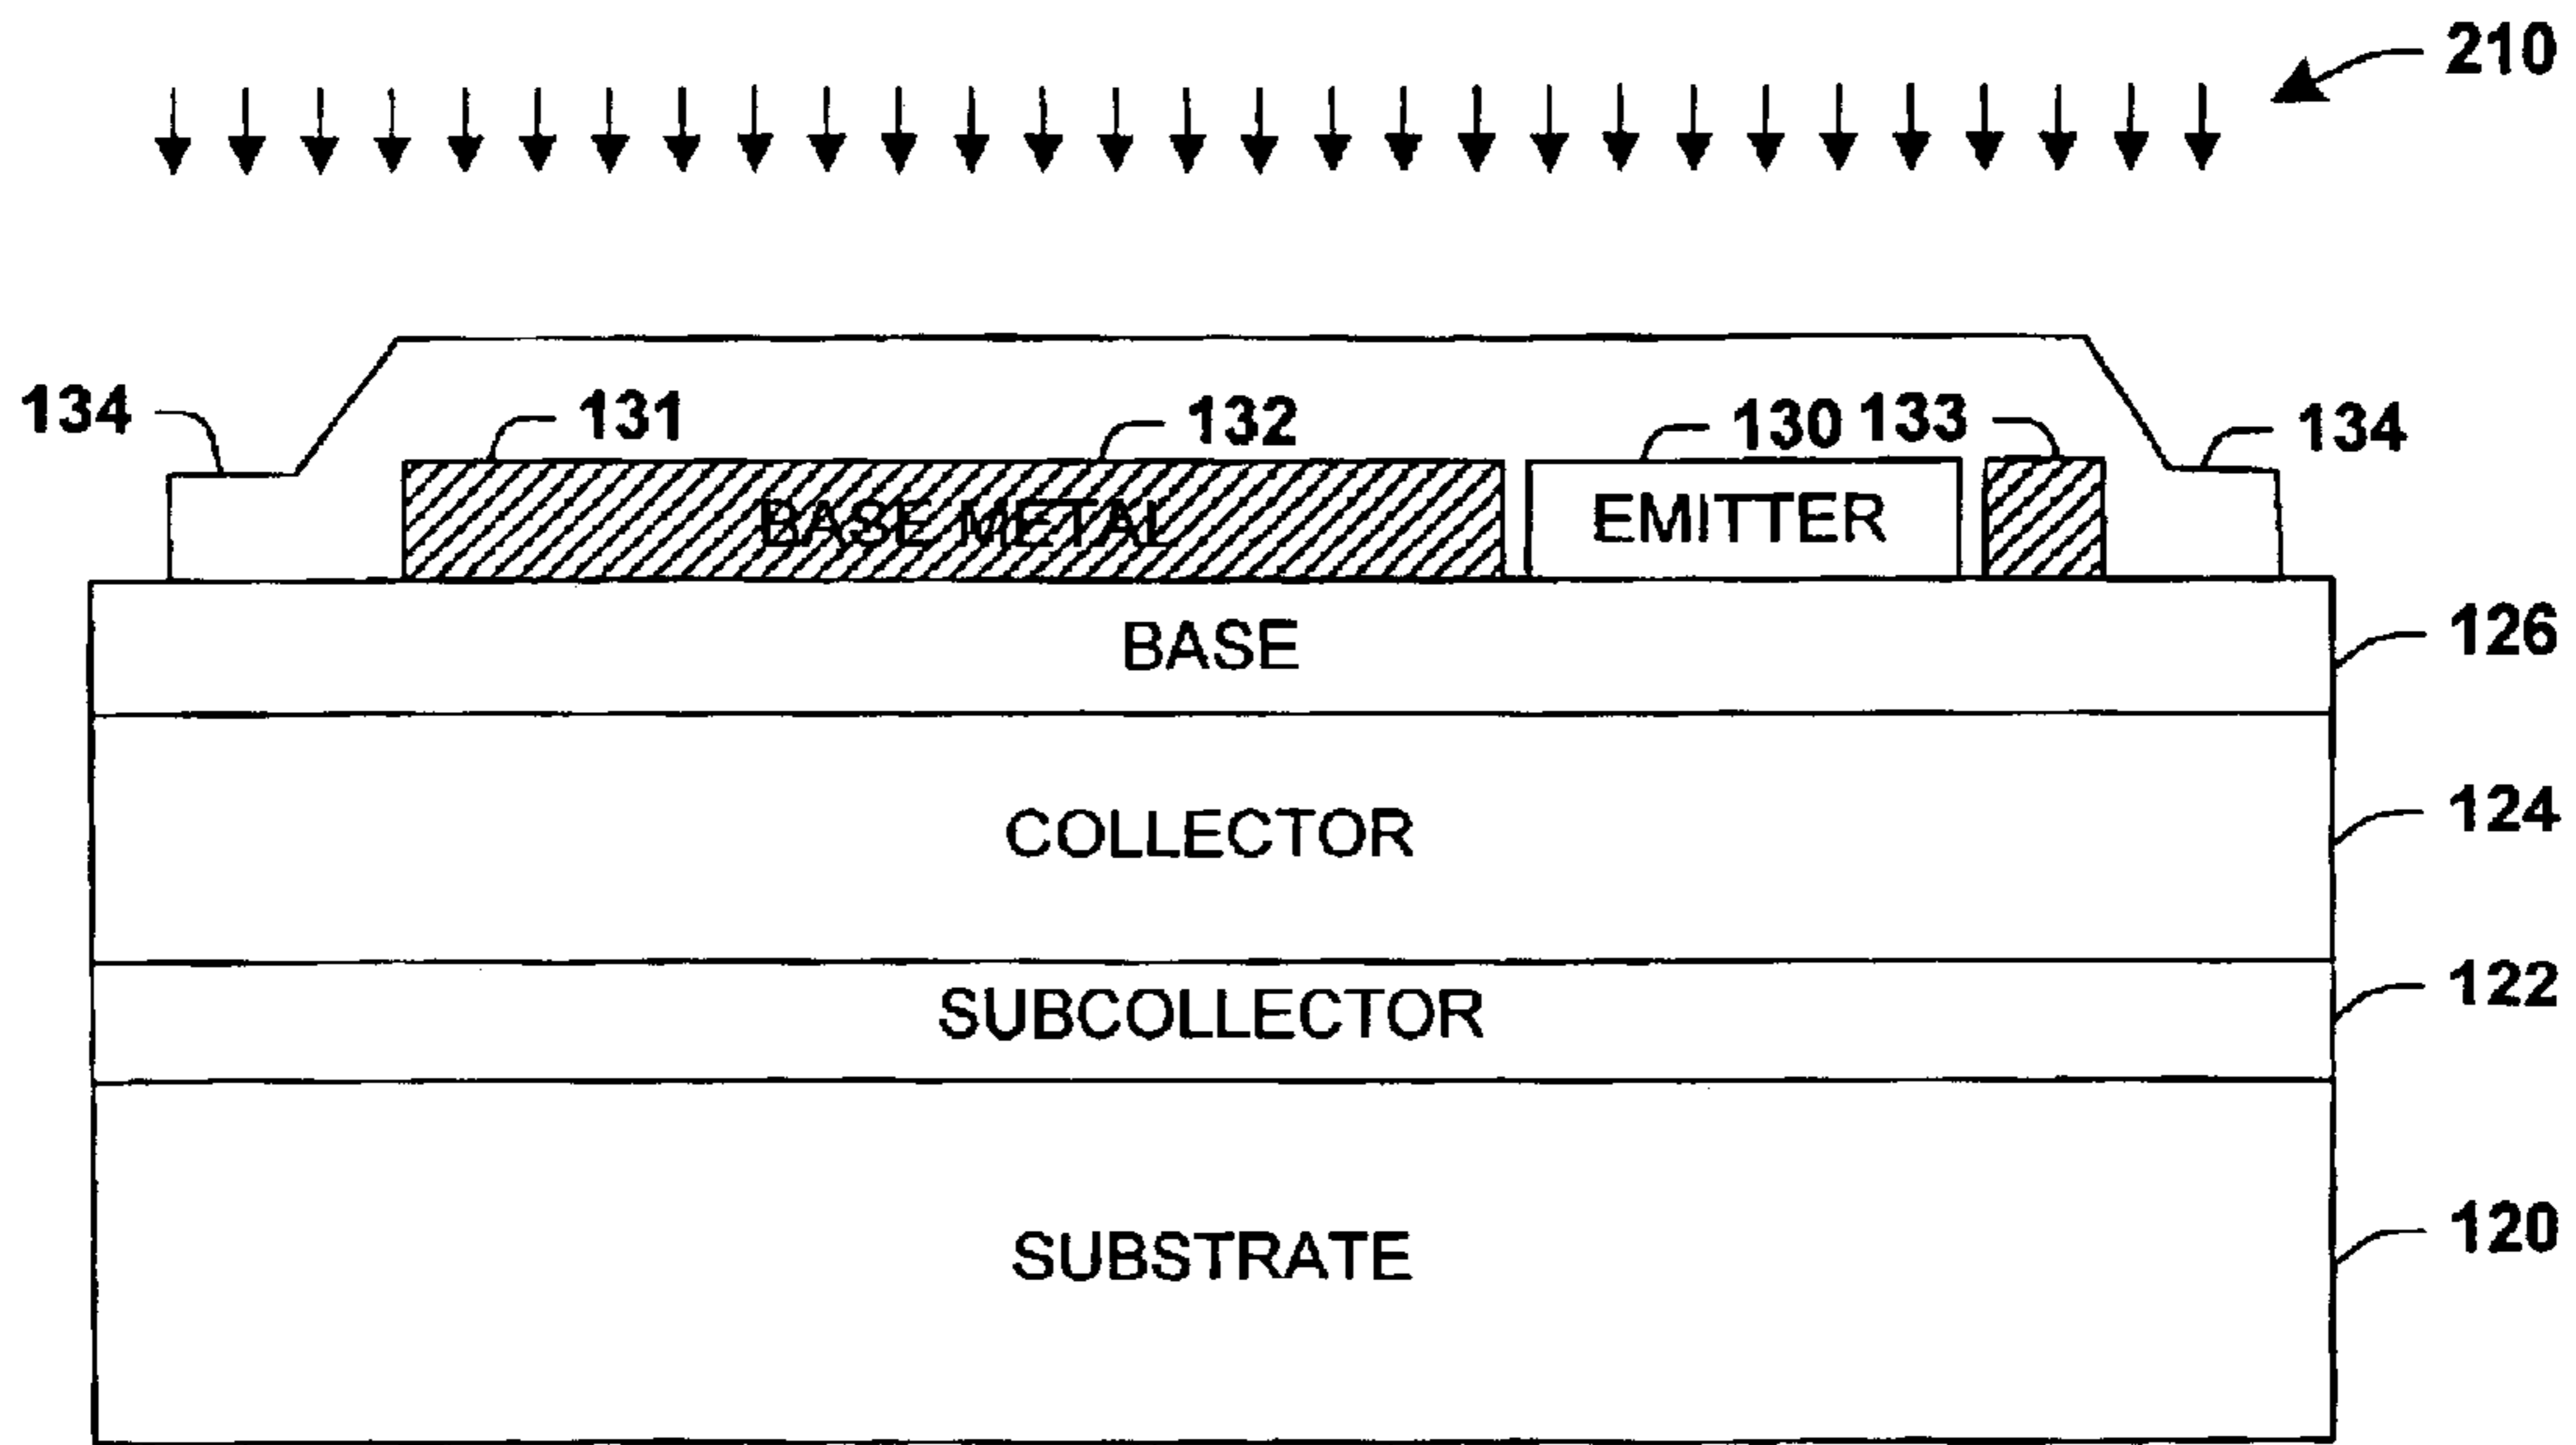 210
134 131 132 130 133 134
BASE METAL EMITTER
BASE 126
COLLECTOR 124
SUBCOLLECTOR 122
SUBSTRATE 120